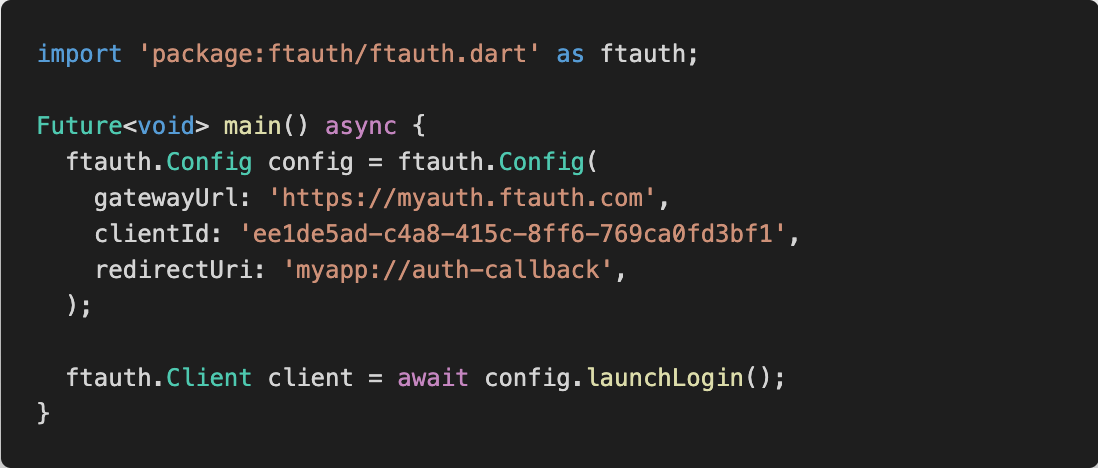 import 'package:ftauth/ftauth.dart' as ftauth;

Future<void> main() async {
  ftauth.Config config = ftauth.Config(
    gatewayUrl: 'https://myauth.ftauth.com',
    clientId: 'ee1de5ad-c4a8-415c-8ff6-769ca0fd3bf1',
    redirectUri: 'myapp://auth-callback',
  );

  ftauth.Client client = await config.launchLogin();
}